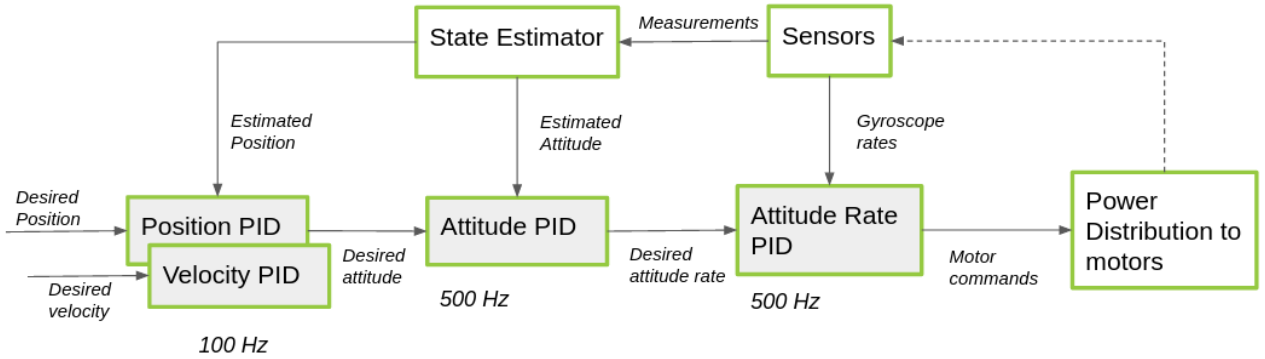 State Estimator
Measurements
Sensors
Estimated
Position
Estimated
Attitude
Gyroscope
rates
Desired
Position
Position PID
Velocity PID
Desired
velocity
100 Hz
Desired
attitude
Attitude PID
500 Hz
Desired
attitude rate
Attitude Rate
PID
500 Hz
Motor
commands
Power
Distribution to
motors